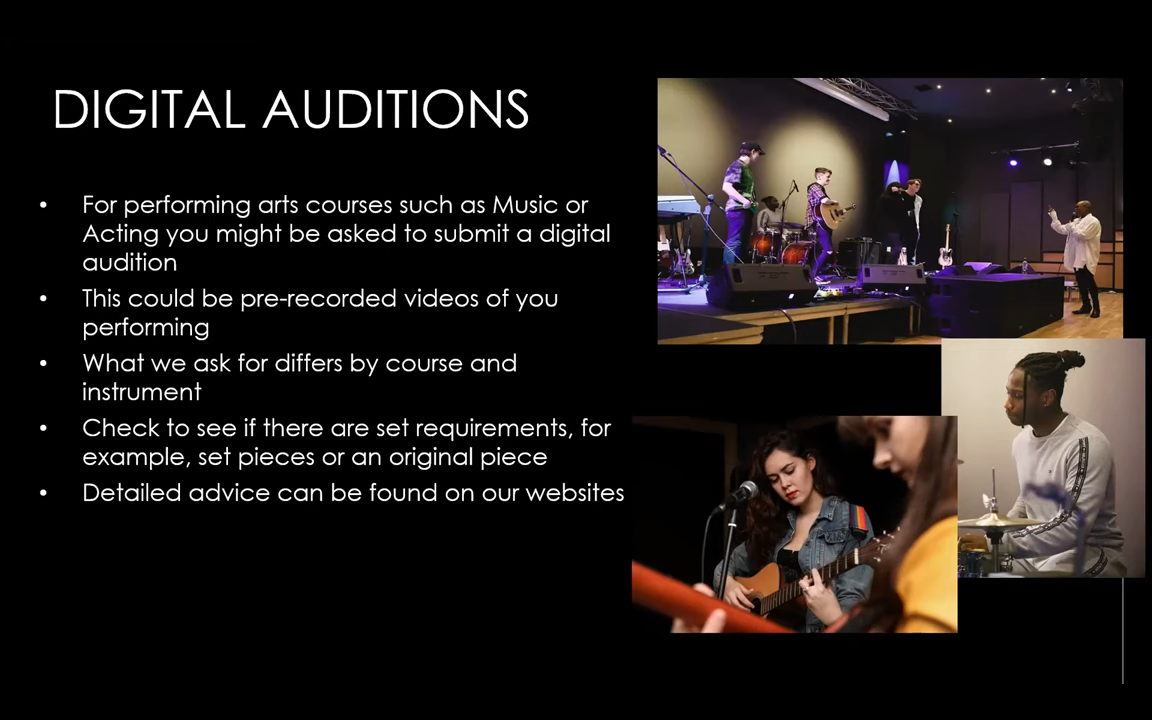 DIGITAL AUDITIONS
• For performing arts courses such as Music or
Acting you might be asked to submit a digital
audition
• This could be pre-recorded videos of you
performing
• What we ask for differs by course and
instrument
• Check to see if there are set requirements, for
example, set pieces or an original piece
• Detailed advice can be found on our websites